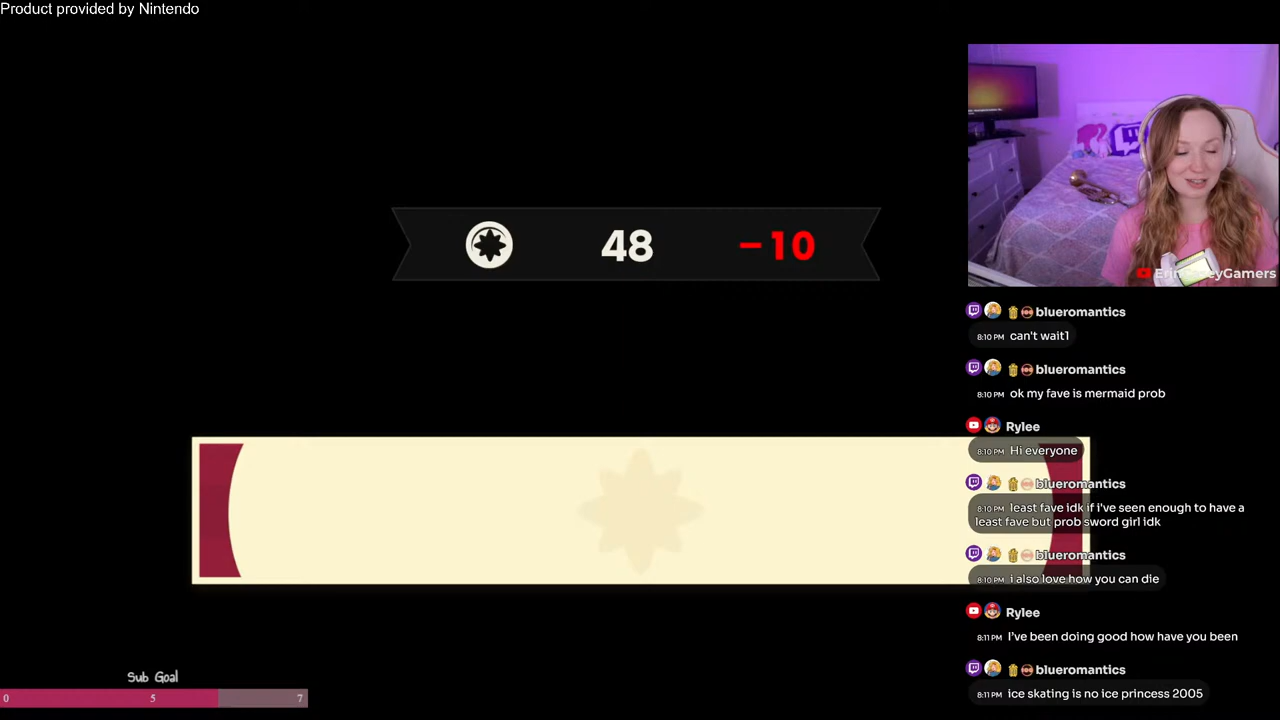 Product provided by Nintendo
48 −10
blueromantics
8:10 PM can't wait1
blueromantics
8:10 PM ok my fave is mermaid prob
Rylee
8:10 PM Hi everyone
blueromantics
8:10 PM least fave idk if i've seen enough to have a
least fave but prob sword girl idk
blueromantics
8:10 PM i also love how you can die
Rylee
8:11 PM I've been doing good how have you been
blueromantics
8:11 PM ice skating is no ice princess 2005
Sub Goal
0 5 7